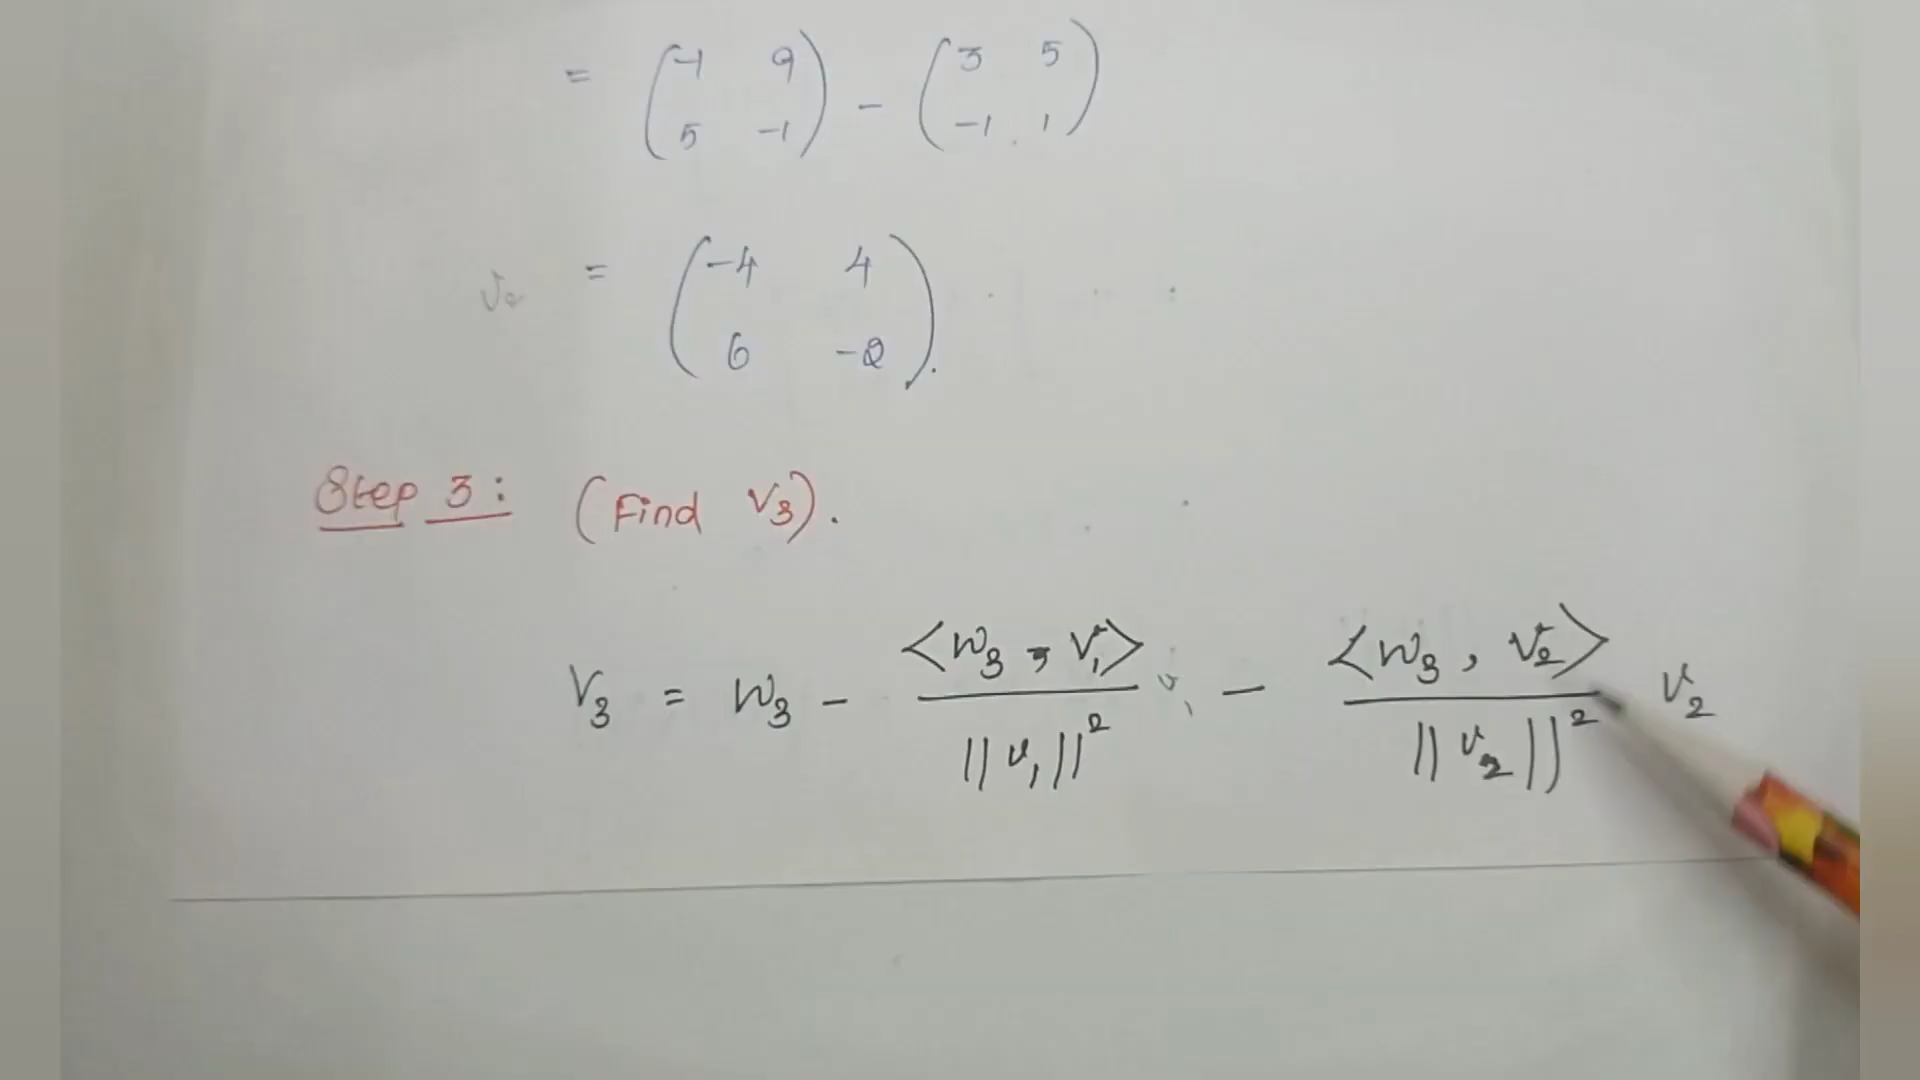 = (-1 9 5 -1) - (3 5 -1 1)
v₂ = (-4 4 6 -2).
Step 3: (Find V₃).
V₃ = W₃ - <W₃, V₁> / ||v₁||² v₁ - <W₃, V₂> / ||v₂||² v₂